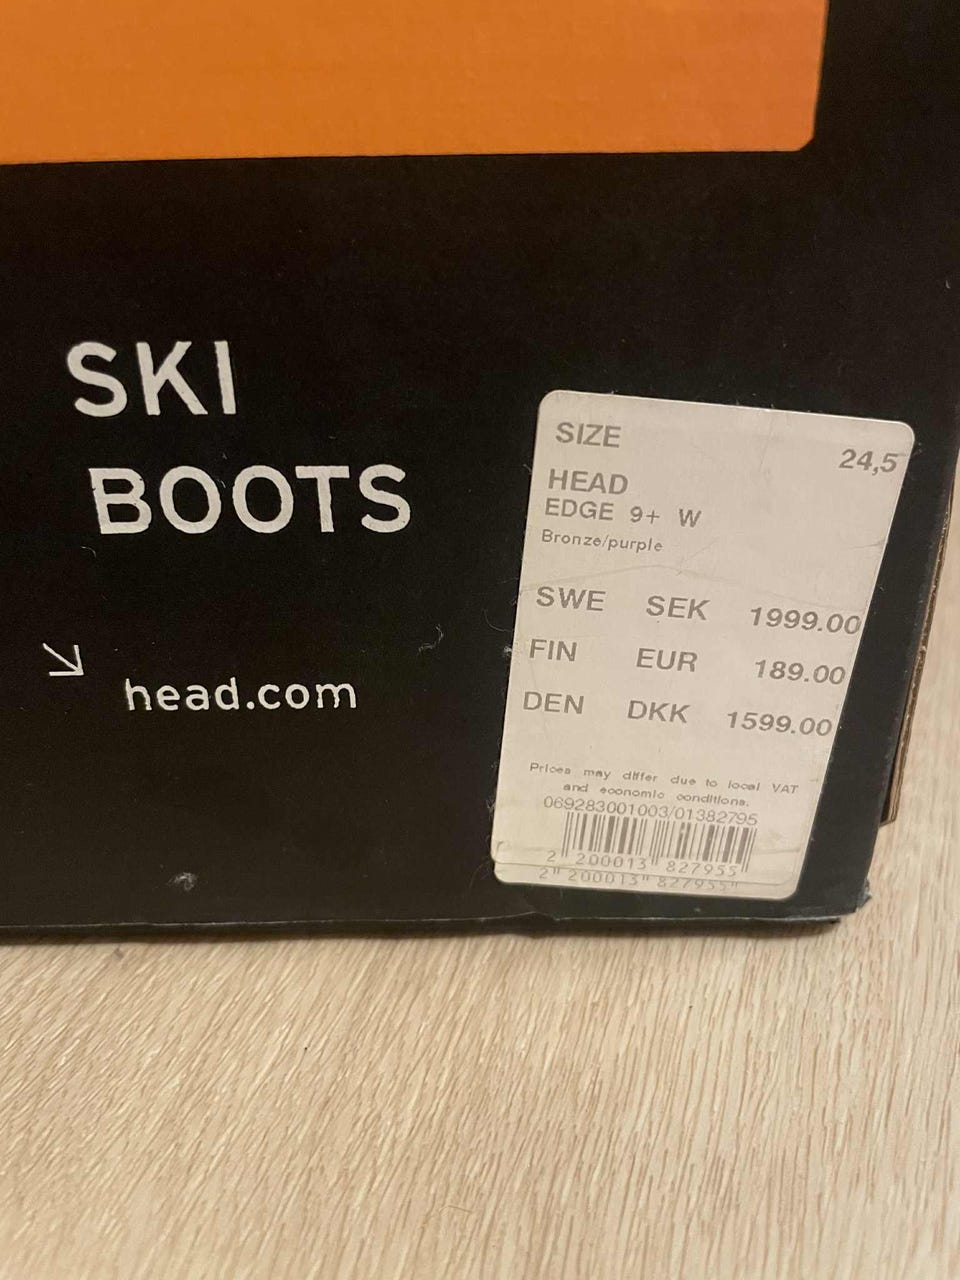 SKI
BOOTS
head.com
SIZE 24,5
HEAD
EDGE 9+ W
Bronze/purple
SWE SEK 1999.00
FIN EUR 189.00
DEN DKK 1599.00
Prices may differ due to local VAT
and economic conditions.
069283001003/01382795
2"200013"827955"
2"200013"827955"